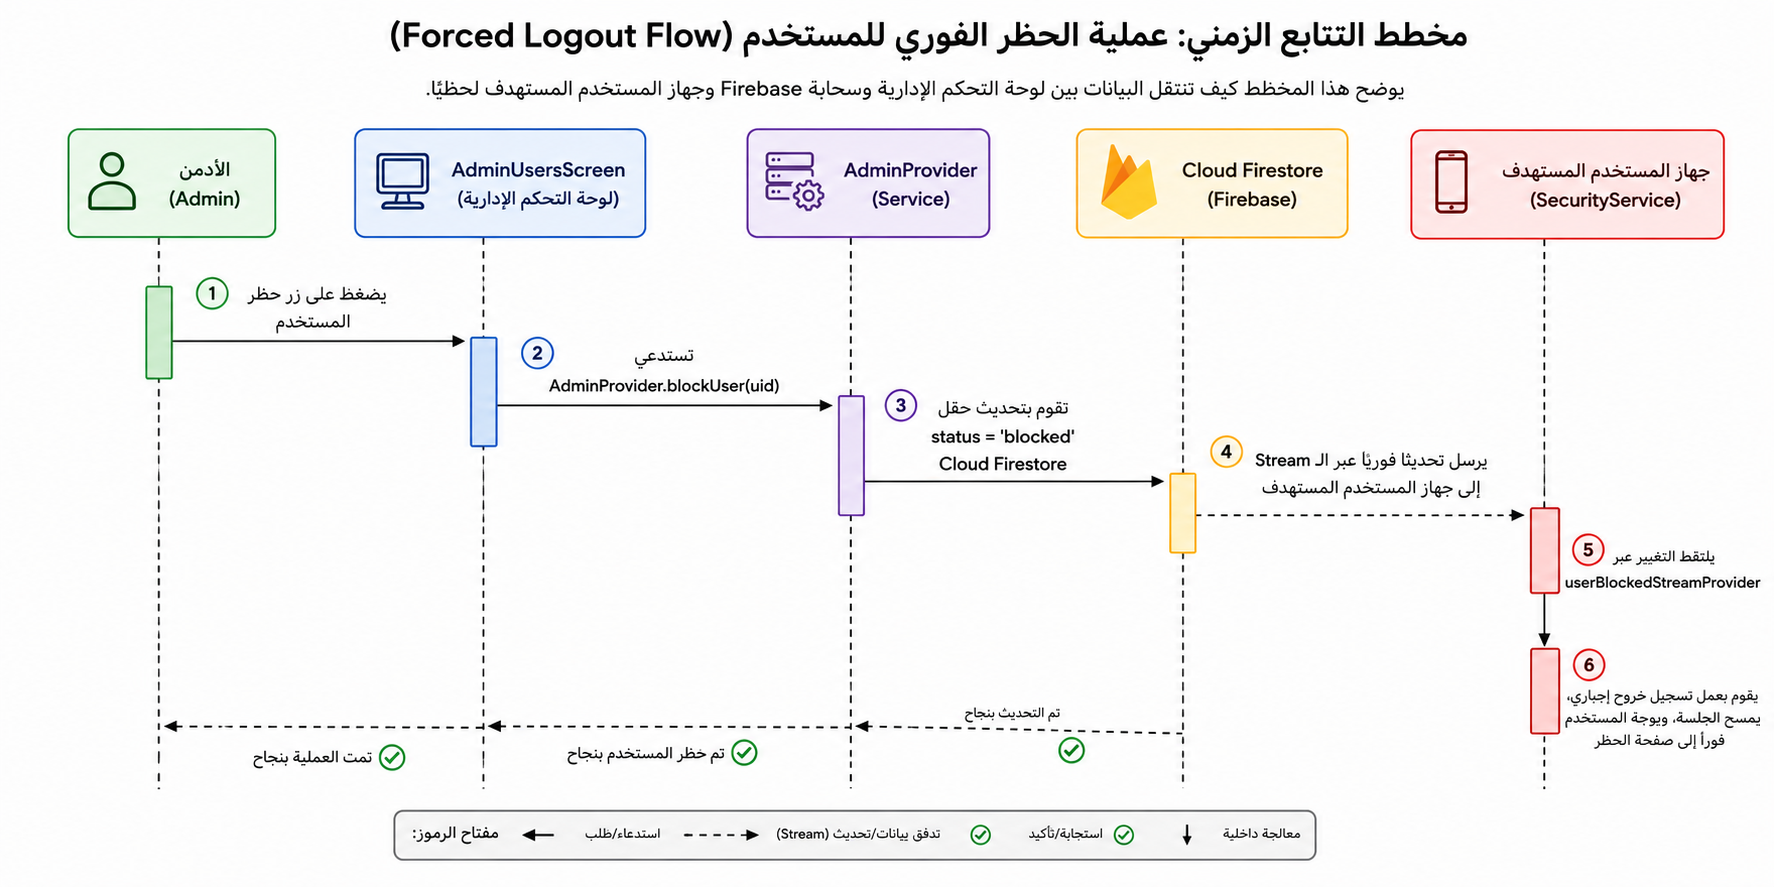 مخطط التتابع الزمني: عملية الحظر الفوري للمستخدم (Forced Logout Flow)
يوضح هذا المخظط كيف تنتقل البيانات بين لوحة التحكم الإدارية وسحابة Firebase وجهاز المستخدم المستهدف لحظيًا.
الأدمن
(Admin)
AdminUsersScreen
(لوحة التحكم الإدارية)
AdminProvider
(Service)
Cloud Firestore
(Firebase)
جهاز المستخدم المستهدف
(SecurityService)
1
يضغظ على زر حظر
المستخدم
2
تستدعي
AdminProvider.blockUser(uid)
3
تقوم بتحديث حقل
status = 'blocked'
Cloud Firestore
4
يرسل تحديثا فوريًا عبر الـ Stream
إلى جهاز المستخدم المستهدف
5
يلتقط التغيير عبر
userBlockedStreamProvider
6
يقوم بعمل تسجيل خروح إجباري،
يمسح الجلسة، ويوجة المستخدم
فوراً إلى صفحة الحظر
تم التحديث بنجاح
تم حظر المستخدم بنجاح
تمت العملية بنجاح
مفتاح الرموز:
استدعاء/طلب
تدفق بيانات/تحديث (Stream)
استجابة/تأكيد
معالجة داخلية